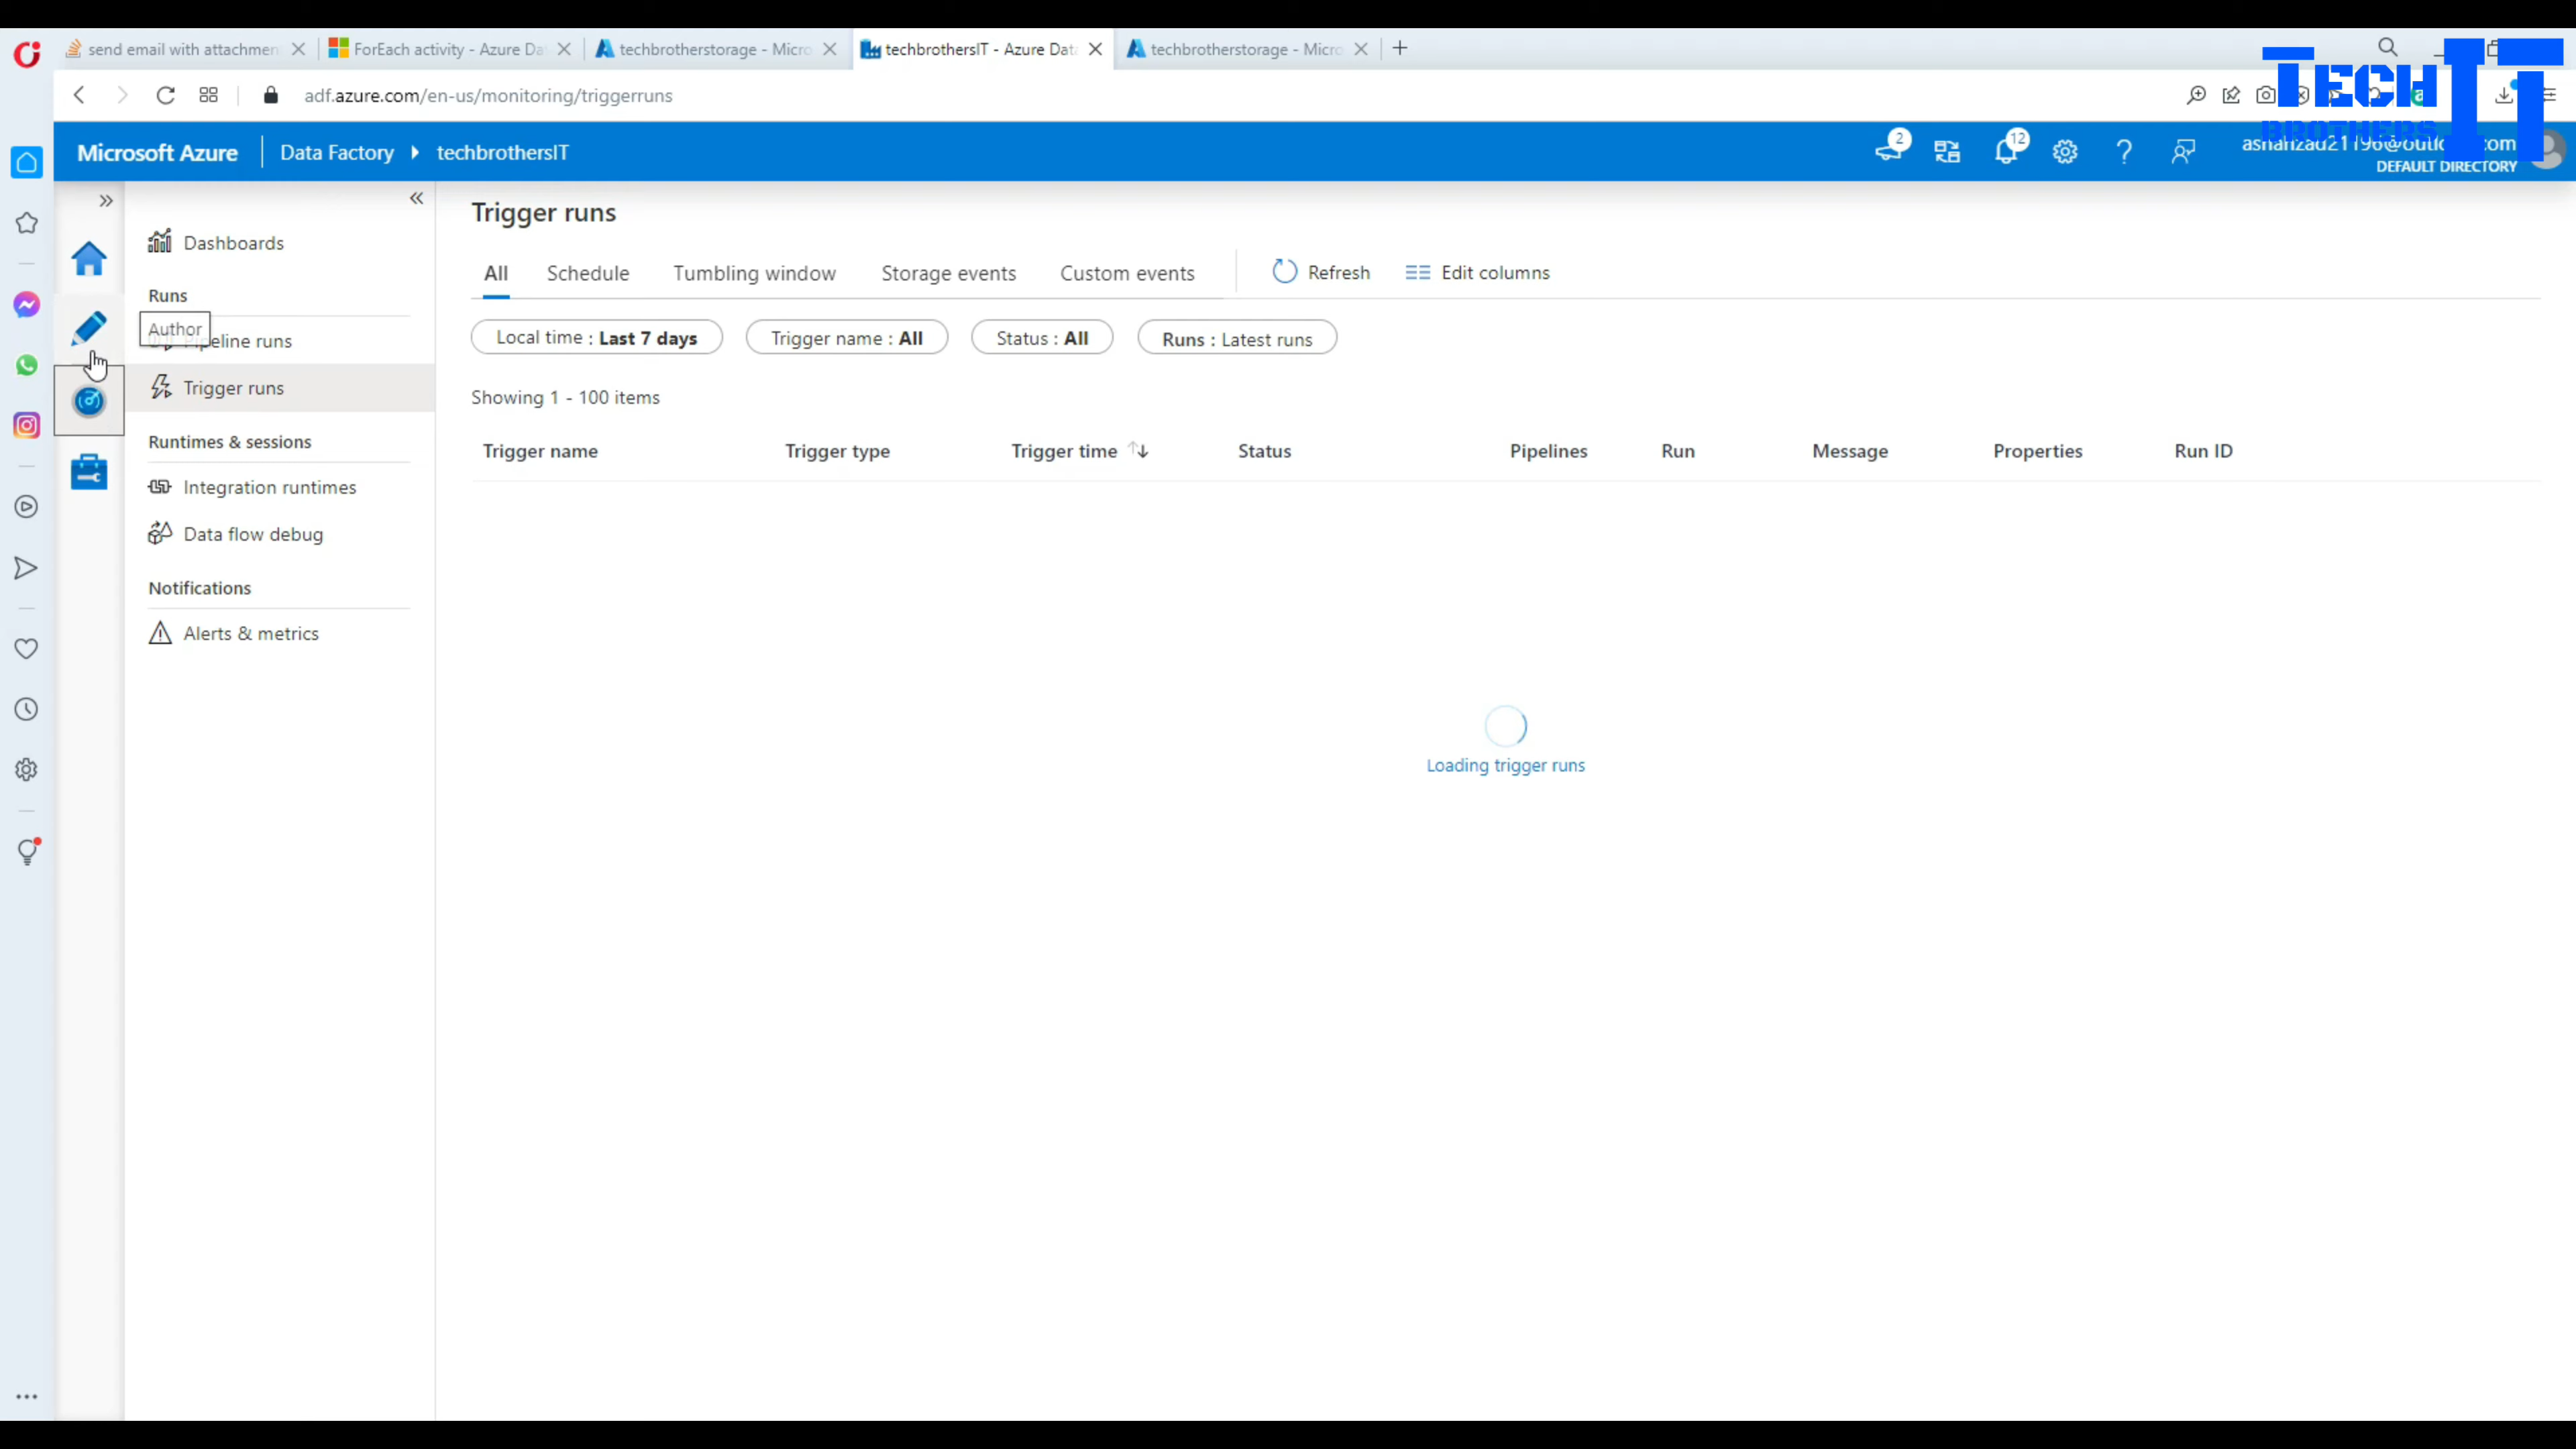 send email with attachmen
ForEach activity - Azure Da
techbrotherstorage - Micro
techbrothersIT - Azure Dat
techbrotherstorage - Micro
adf.azure.com/en-us/monitoring/triggerruns
TECH IT
BROTHERS
Microsoft Azure
Data Factory
techbrothersIT
2
12
DEFAULT DIRECTORY
Dashboards
Runs
Author
peline runs
Trigger runs
Runtimes & sessions
Integration runtimes
Data flow debug
Notifications
Alerts & metrics
Trigger runs
All
Schedule
Tumbling window
Storage events
Custom events
Refresh
Edit columns
Local time : Last 7 days
Trigger name : All
Status : All
Runs : Latest runs
Showing 1 - 100 items
Trigger name
Trigger type
Trigger time
Status
Pipelines
Run
Message
Properties
Run ID
Loading trigger runs